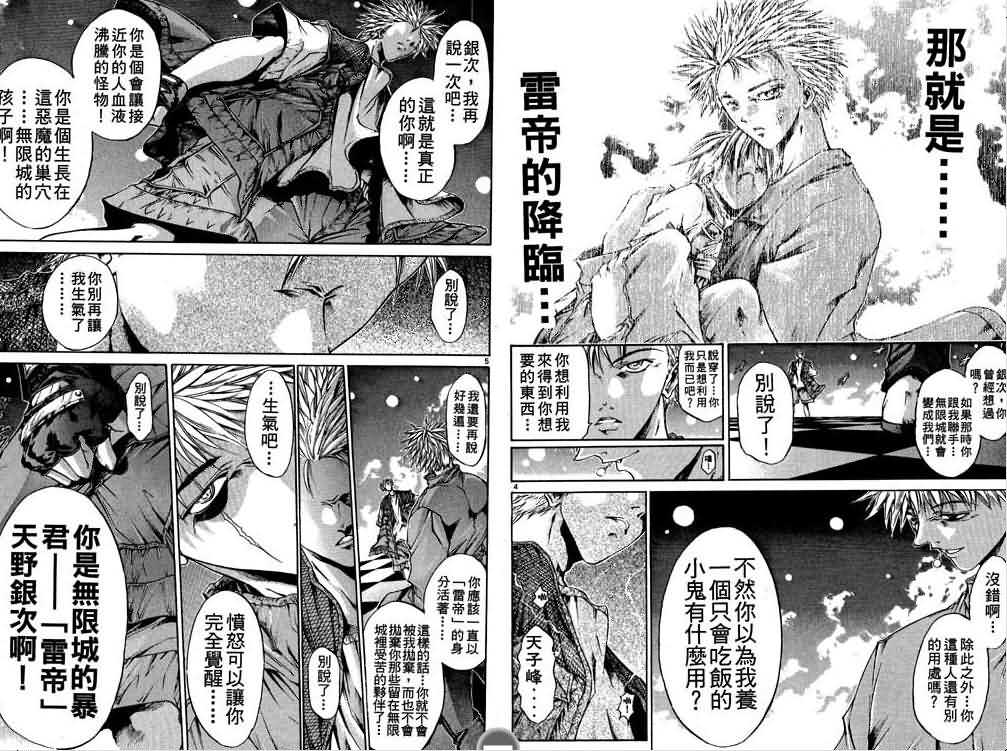 那就是……
雷帝的降臨…
銀次，你
曾經想過
嗎？
如果那時你
跟我聯手…
無限城就會
變成我們…
別說了！
說穿了…你
只是想利用
我而已吧？
你想利用我
來得到你想
要的東西…
嘻
4
沒錯啊…
除此之外…你
這種人還有別
的用處嗎？
不然你以為我養
一個只會吃飯的
小鬼有什麼用？
啪
天子峰…
銀次，我再
說一次吧…
這就是真正
的你啊……
你是個會讓接
近你的人血液
沸騰的怪物！
你是個生長在
這惡魔的巢穴
……無限城的
孩子啊！
別說了…
你別再讓
我生氣了
……
5
我還要再說
好幾遍……
你應該一直以
「雷帝」的身
分活著……
這樣的話…你就不會
被我拋棄，而也不會
拋棄你那些留在無限
城裡受苦的夥伴了…
別說了…
…生氣吧…
憤怒可以讓你
完全覺醒……
別說了…
你是無限城的暴
君——「雷帝」
天野銀次啊！